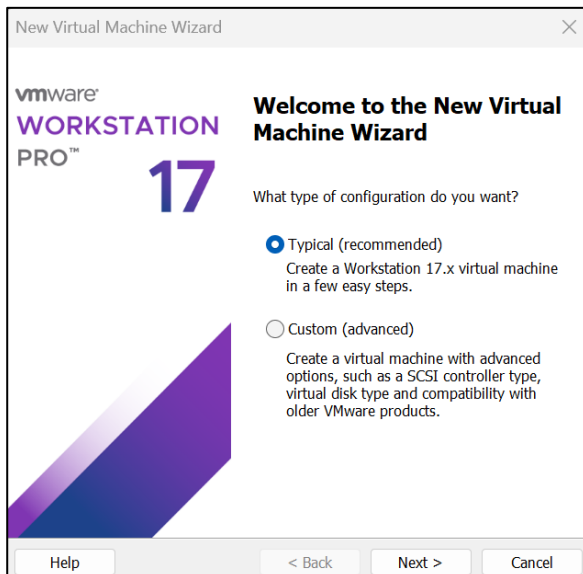 New Virtual Machine Wizard
vmware®
WORKSTATION
PRO™
17
Welcome to the New Virtual
Machine Wizard
What type of configuration do you want?
Typical (recommended)
Create a Workstation 17.x virtual machine
in a few easy steps.
Custom (advanced)
Create a virtual machine with advanced
options, such as a SCSI controller type,
virtual disk type and compatibility with
older VMware products.
Help
< Back
Next >
Cancel